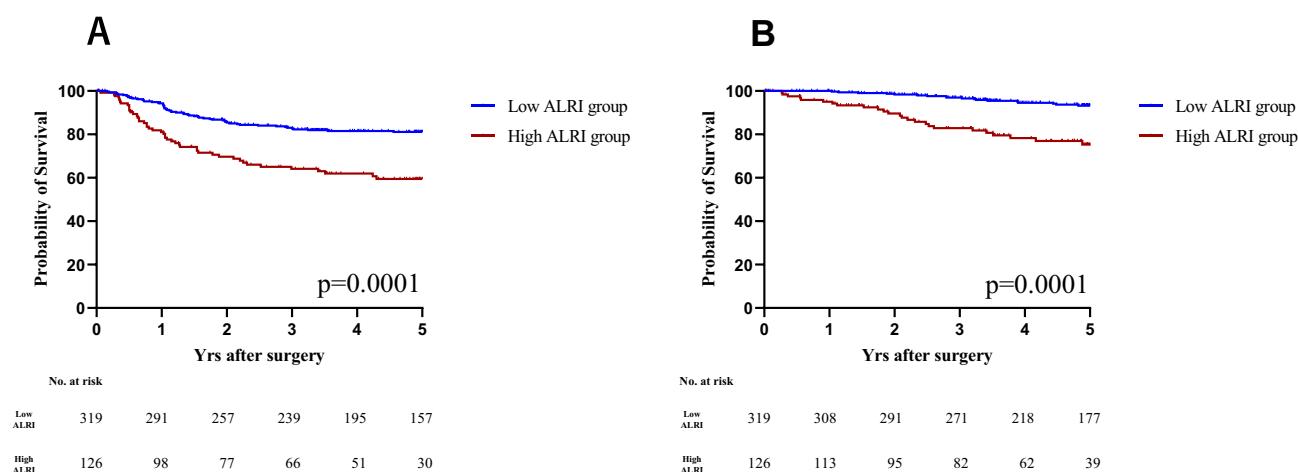 A
100
80
60
40
20
0
Probability of Survival
0 1 2 3 4 5
Yrs after surgery
p=0.0001
Low ALRI group
High ALRI group
No. at risk
Low
ALRI
319 291 257 239 195 157
High
ALRI
126 98 77 66 51 30
B
100
80
60
40
20
0
Probability of Survival
0 1 2 3 4 5
Yrs after surgery
p=0.0001
Low ALRI group
High ALRI group
No. at risk
Low
ALRI
319 308 291 271 218 177
High
ALRI
126 113 95 82 62 39